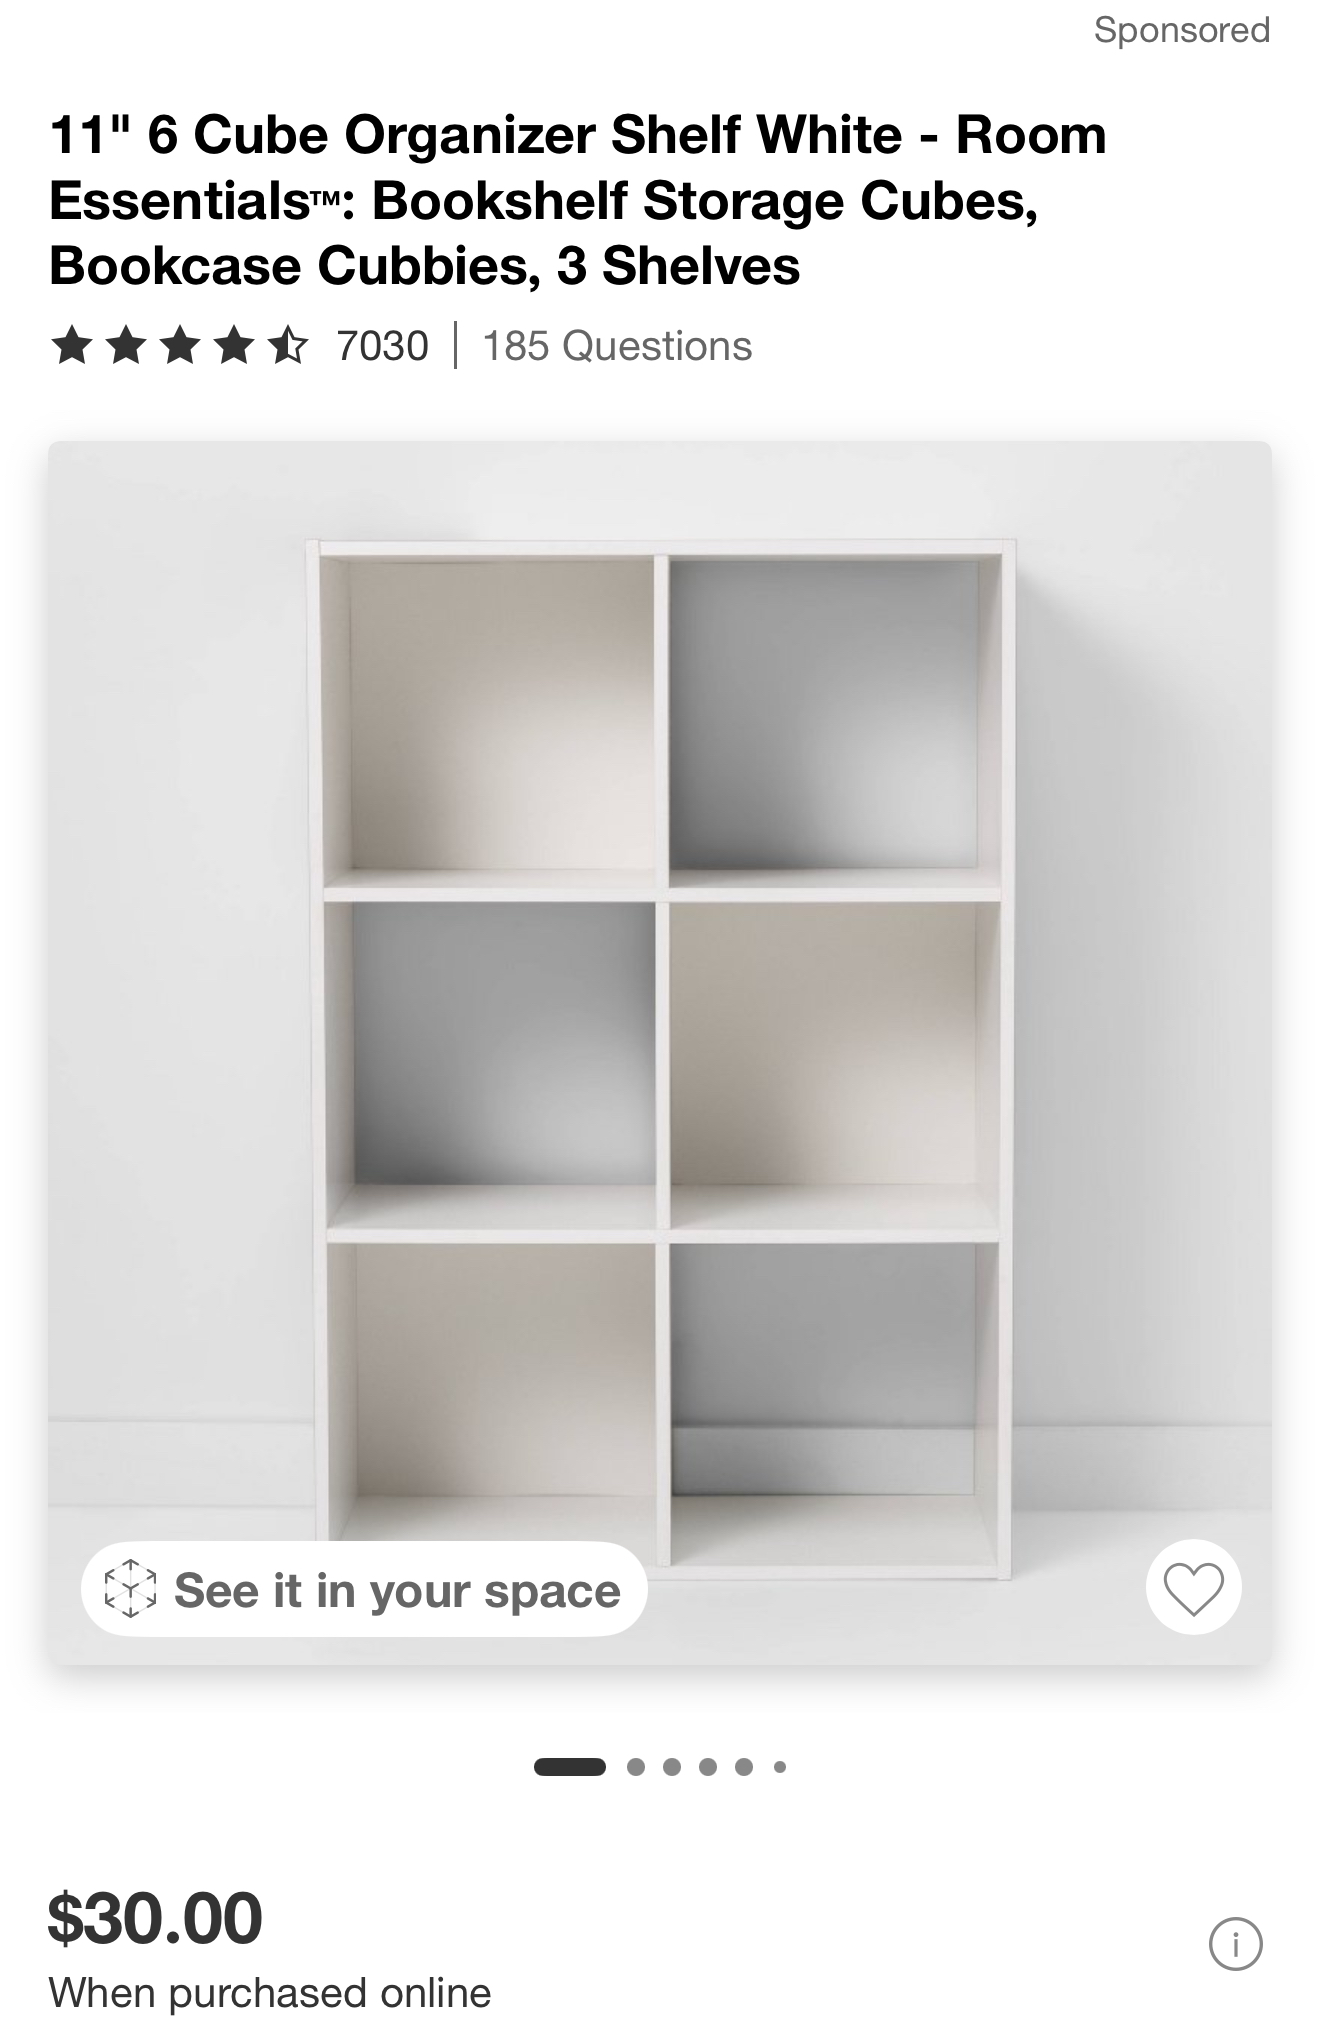 Sponsored
11" 6 Cube Organizer Shelf White - Room
Essentials™: Bookshelf Storage Cubes,
Bookcase Cubbies, 3 Shelves
7030 | 185 Questions
See it in your space
$30.00
i
When purchased online